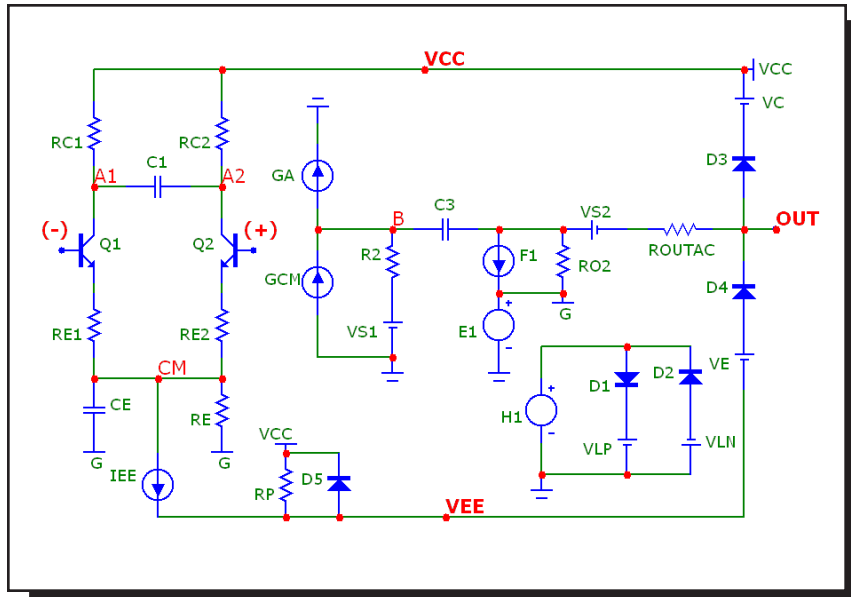 VCC
VCC
VC
RC1
RC2
C1
D3
A1
A2
GA
C3
VS2
B
OUT
(-)
(+)
Q1
Q2
R2
F1
ROUTAC
GCM
RO2
D4
+
G
RE1
RE2
VS1
E1
-
CM
VE
D1
D2
+
CE
RE
H1
-
VLP
VLN
VCC
G
G
IEE
D5
RP
VEE